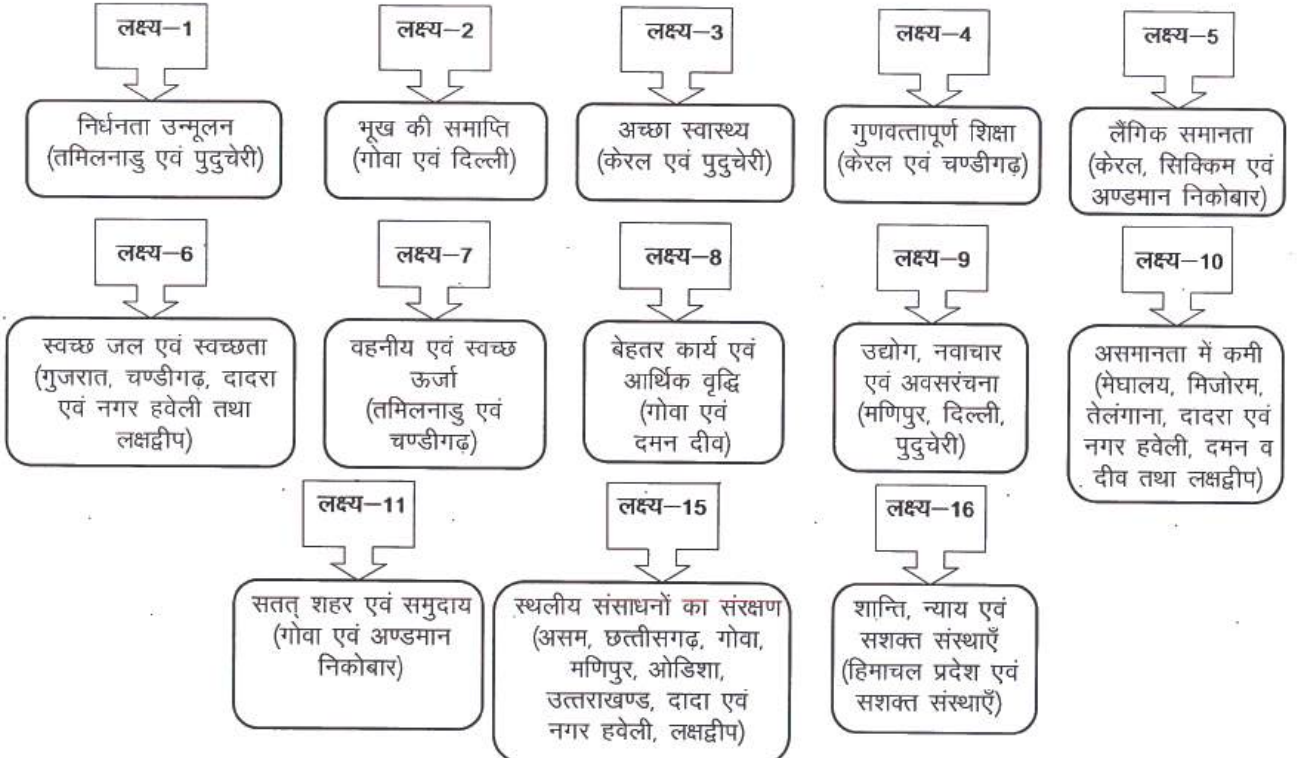 लक्ष्य–1
लक्ष्य–2
लक्ष्य–3
लक्ष्य–4
लक्ष्य–5
निर्धनता उन्मूलन
(तमिलनाडु एवं पुदुचेरी)
भूख की समाप्ति
(गोवा एवं दिल्ली)
अच्छा स्वास्थ्य
(केरल एवं पुदुचेरी)
गुणवत्तापूर्ण शिक्षा
(केरल एवं चण्डीगढ़)
लैंगिक समानता
(केरल, सिक्किम एवं
अण्डमान निकोबार)
लक्ष्य–6
लक्ष्य–7
लक्ष्य–8
लक्ष्य–9
लक्ष्य–10
स्वच्छ जल एवं स्वच्छता
(गुजरात, चण्डीगढ़, दादरा
एवं नगर हवेली तथा
लक्षद्वीप)
वहनीय एवं स्वच्छ
ऊर्जा
(तमिलनाडु एवं
चण्डीगढ़)
बेहतर कार्य एवं
आर्थिक वृद्धि
(गोवा एवं
दमन दीव)
उद्योग, नवाचार
एवं अवसरंचना
(मणिपुर, दिल्ली,
पुदुचेरी)
असमानता में कमी
(मेघालय, मिजोरम,
तेलंगाना, दादरा एवं
नगर हवेली, दमन व
दीव तथा लक्षद्वीप)
लक्ष्य–11
लक्ष्य–15
लक्ष्य–16
सतत् शहर एवं समुदाय
(गोवा एवं अण्डमान
निकोबार)
स्थलीय संसाधनों का संरक्षण
(असम, छत्तीसगढ़, गोवा,
मणिपुर, ओडिशा,
उत्तराखण्ड, दादा एवं
नगर हवेली, लक्षद्वीप)
शान्ति, न्याय एवं
सशक्त संस्थाएँ
(हिमाचल प्रदेश एवं
सशक्त संस्थाएँ)